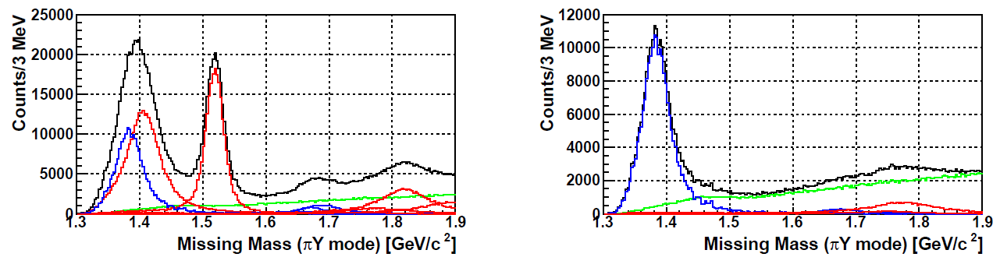 Counts/3 MeV
25000
20000
15000
10000
5000
0
1.3 1.4 1.5 1.6 1.7 1.8 1.9
Missing Mass (πY mode) [GeV/c²]
Counts/3 MeV
12000
10000
8000
6000
4000
2000
0
1.3 1.4 1.5 1.6 1.7 1.8 1.9
Missing Mass (πY mode) [GeV/c²]